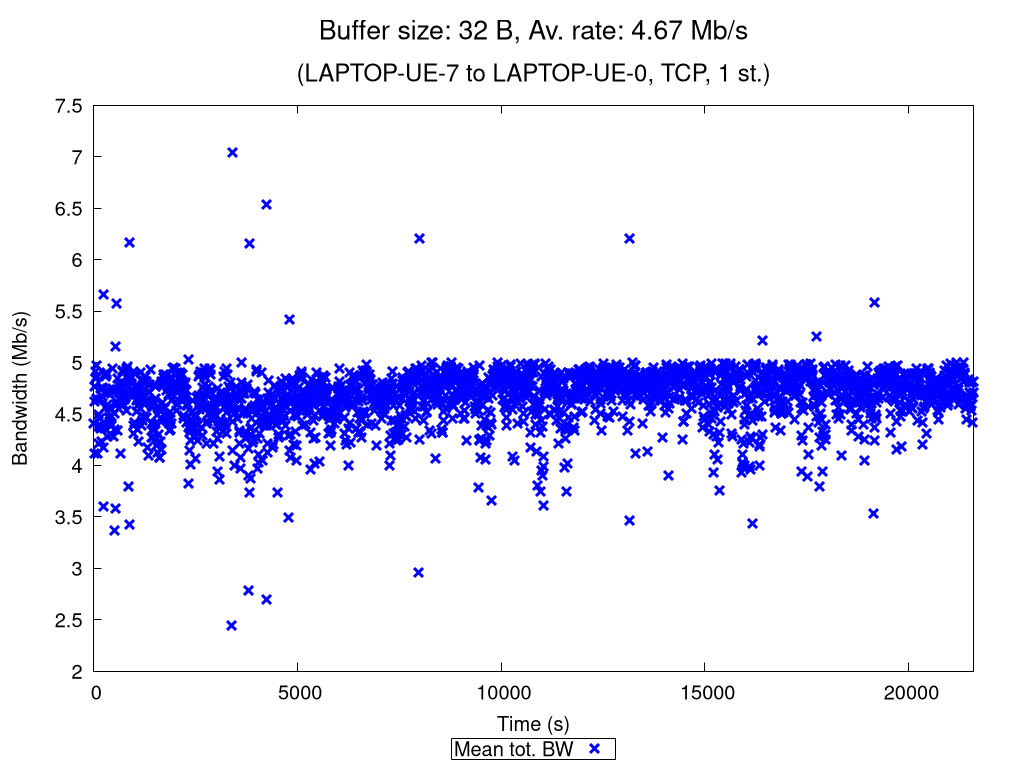 Buffer size: 32 B, Av. rate: 4.67 Mb/s
(LAPTOP-UE-7 to LAPTOP-UE-0, TCP, 1 st.)
7.5
7
6.5
6
5.5
5
4.5
4
3.5
3
2.5
2
Bandwidth (Mb/s)
0 5000 10000 15000 20000
Time (s)
Mean tot. BW